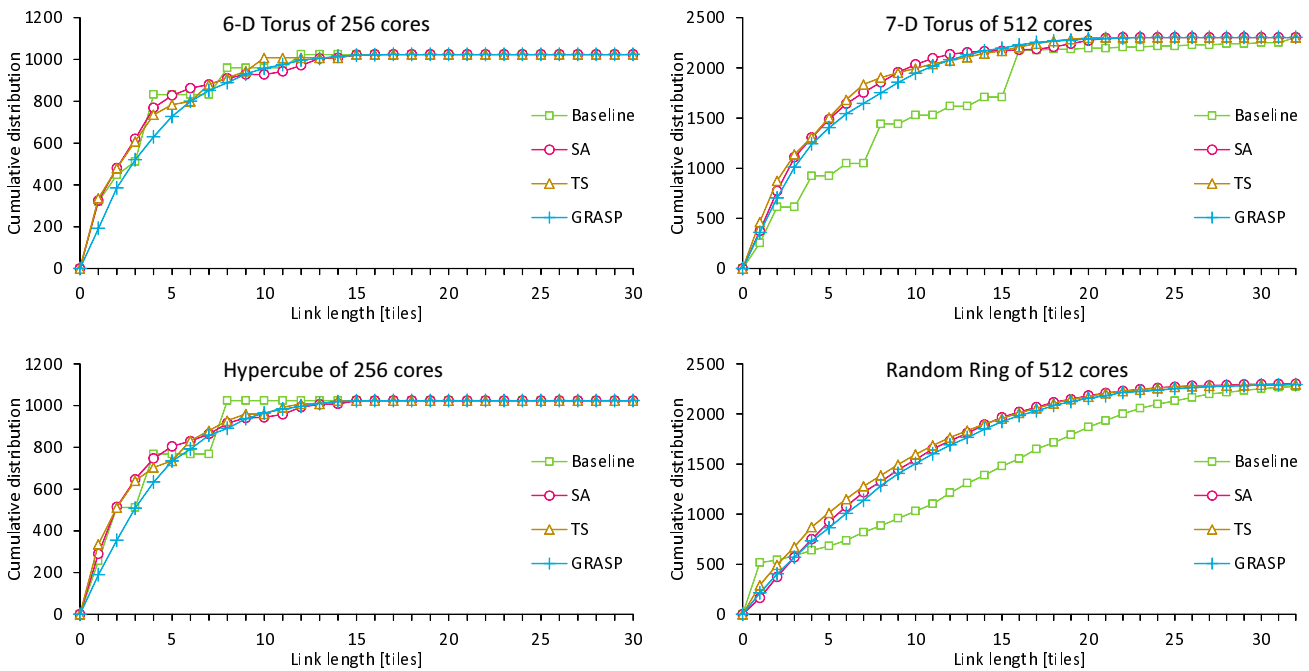 6-D Torus of 256 cores
Cumulative distribution
1200
1000
800
600
400
200
0
0 5 10 15 20 25 30
Link length [tiles]
Baseline
SA
TS
GRASP
7-D Torus of 512 cores
Cumulative distribution
2500
2000
1500
1000
500
0
0 5 10 15 20 25 30
Link length [tiles]
Baseline
SA
TS
GRASP
Hypercube of 256 cores
Cumulative distribution
1200
1000
800
600
400
200
0
0 5 10 15 20 25 30
Link length [tiles]
Baseline
SA
TS
GRASP
Random Ring of 512 cores
Cumulative distribution
2500
2000
1500
1000
500
0
0 5 10 15 20 25 30
Link length [tiles]
Baseline
SA
TS
GRASP